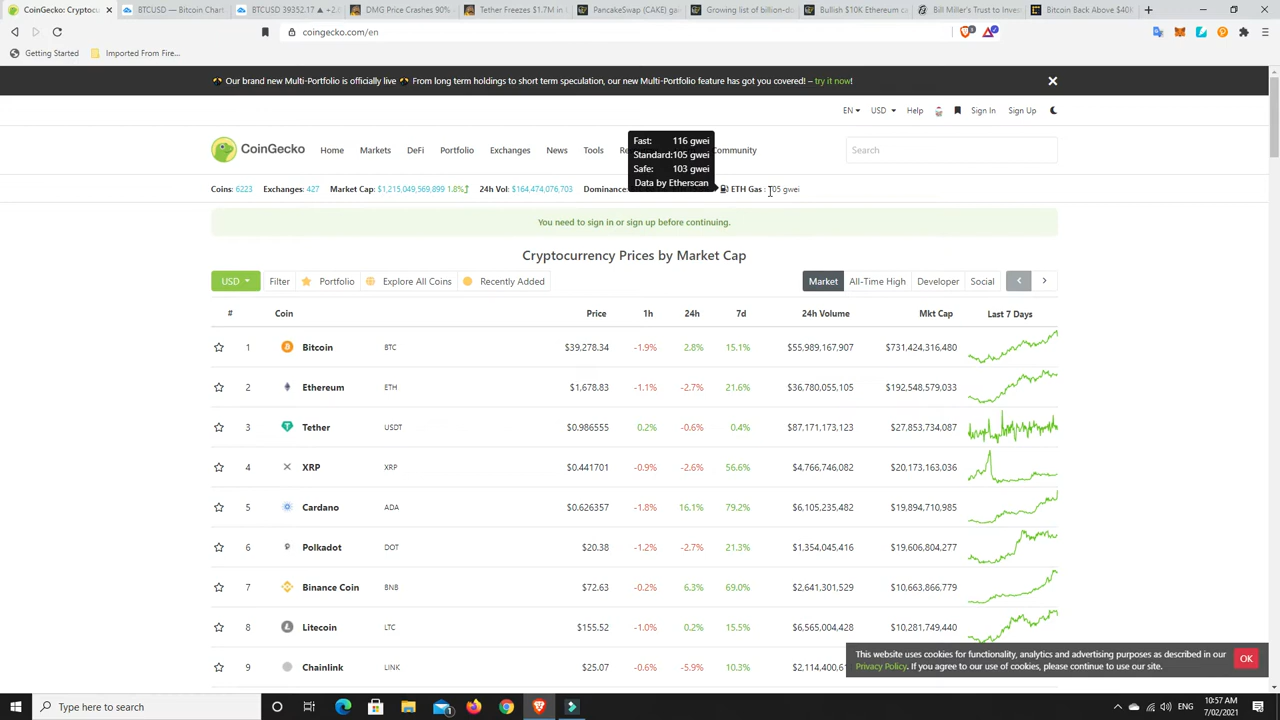 CoinGecko: Cryptocu
BTCUSD — Bitcoin Chart
BTCUSD 39352.17 ▲ +2.
DMG Price Crashes 90%
Tether Freezes $1.7M in
PancakeSwap (CAKE) ga
Growing list of billion-do
Bullish $10K Ethereum ca
Bill Miller's Trust to Invest
Bitcoin Back Above $40K
coingecko.com/en
Getting Started
Imported From Fire...
Our brand new Multi-Portfolio is officially live From long term holdings to short term speculation, our new Multi-Portfolio feature has got you covered! – try it now!
EN USD Help Sign In Sign Up
CoinGecko Home Markets DeFi Portfolio Exchanges News Tools Re ommunity Search
Fast: 116 gwei
Standard:105 gwei
Safe: 103 gwei
Data by Etherscan
Coins: 6223 Exchanges: 427 Market Cap: $1,215,049,569,899 1.8% 24h Vol: $164,474,076,703 Dominance: ETH Gas : 105 gwei
You need to sign in or sign up before continuing.
Cryptocurrency Prices by Market Cap
USD Filter Portfolio Explore All Coins Recently Added Market All-Time High Developer Social
# Coin Price 1h 24h 7d 24h Volume Mkt Cap Last 7 Days
1 Bitcoin BTC $39,278.34 -1.9% 2.8% 15.1% $55,989,167,907 $731,424,316,480
2 Ethereum ETH $1,678.83 -1.1% -2.7% 21.6% $36,780,055,105 $192,548,579,033
3 Tether USDT $0.986555 0.2% -0.6% 0.4% $87,171,173,123 $27,853,734,087
4 XRP XRP $0.441701 -0.9% -2.6% 56.6% $4,766,746,082 $20,173,163,036
5 Cardano ADA $0.626357 -1.8% 16.1% 79.2% $6,105,235,482 $19,894,710,985
6 Polkadot DOT $20.38 -1.2% -2.7% 21.3% $1,354,045,416 $19,606,804,277
7 Binance Coin BNB $72.63 -0.2% 6.3% 69.0% $2,641,301,529 $10,663,866,779
8 Litecoin LTC $155.52 -1.0% 0.2% 15.5% $6,565,004,428 $10,281,749,440
9 Chainlink LINK $25.07 -0.6% -5.9% 10.3% $2,114,400,6
This website uses cookies for functionality, analytics and advertising purposes as described in our
Privacy Policy. If you agree to our use of cookies, please continue to use our site.
OK
Type here to search
ENG
10:57 AM
7/02/2021